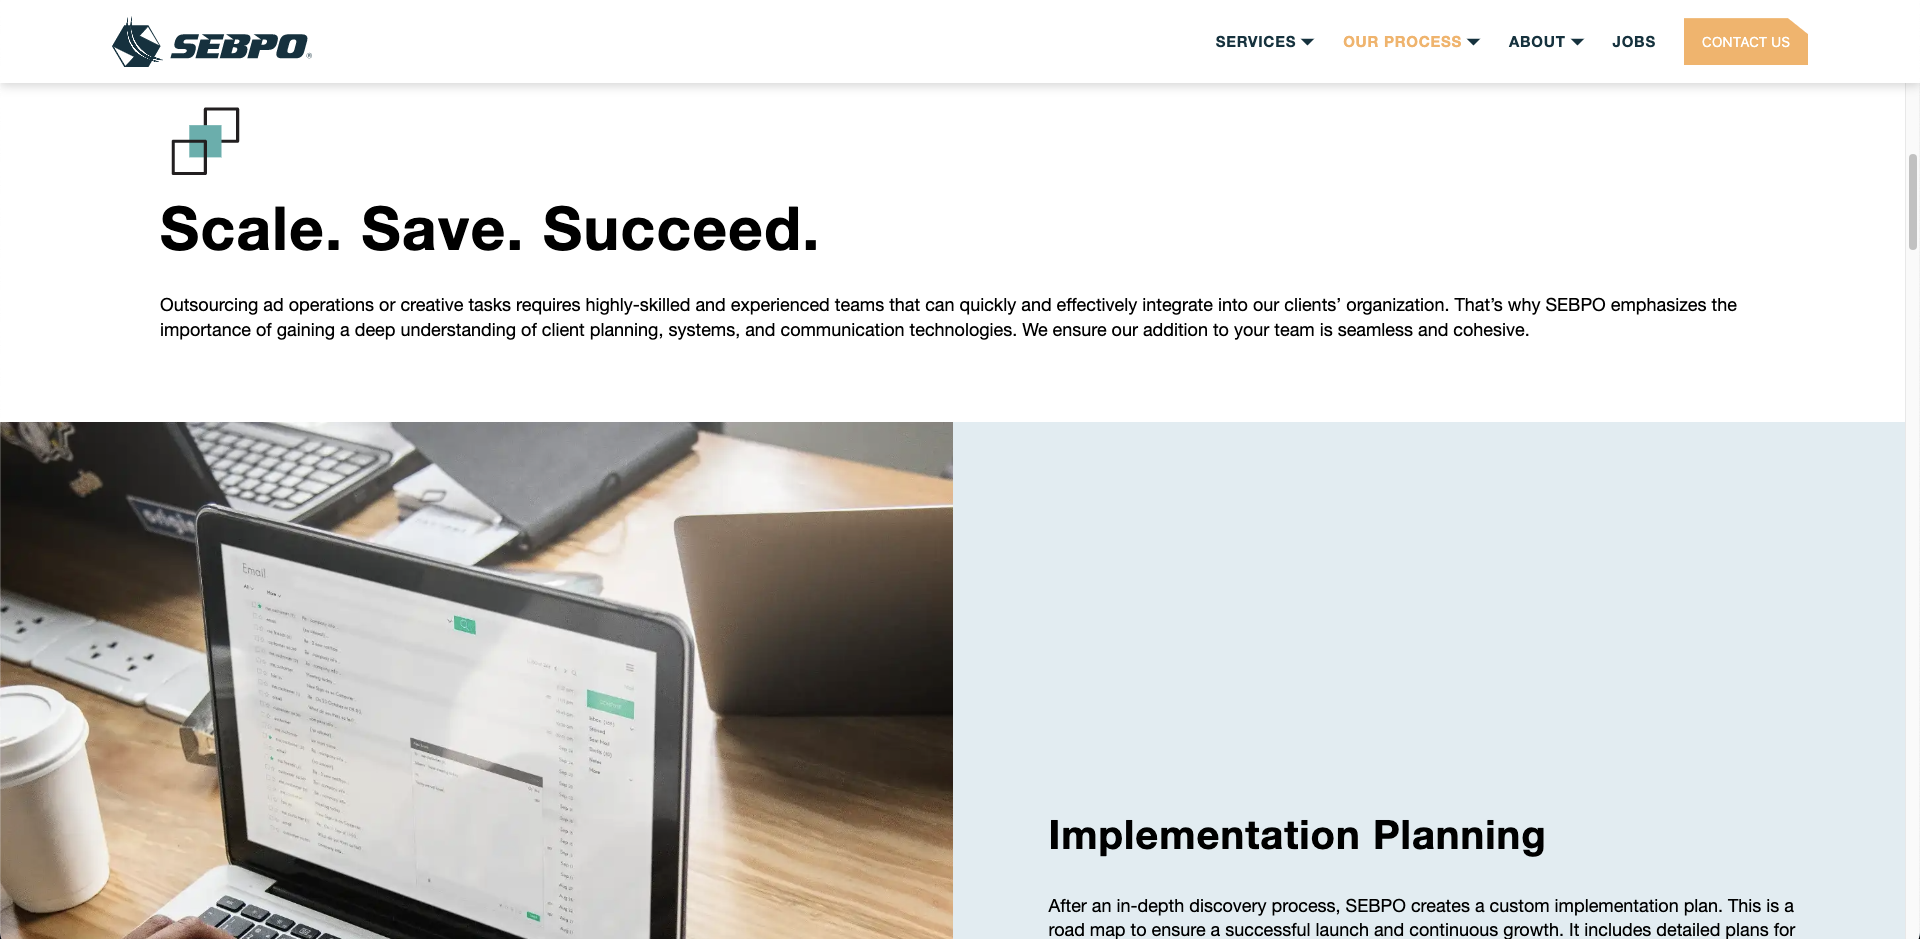 SEBPO
SERVICES
OUR PROCESS
ABOUT
JOBS
CONTACT US
Scale. Save. Succeed.
Outsourcing ad operations or creative tasks requires highly-skilled and experienced teams that can quickly and effectively integrate into our clients’ organization. That’s why SEBPO emphasizes the
importance of gaining a deep understanding of client planning, systems, and communication technologies. We ensure our addition to your team is seamless and cohesive.
Email
Implementation Planning
After an in-depth discovery process, SEBPO creates a custom implementation plan. This is a
road map to ensure a successful launch and continuous growth. It includes detailed plans for